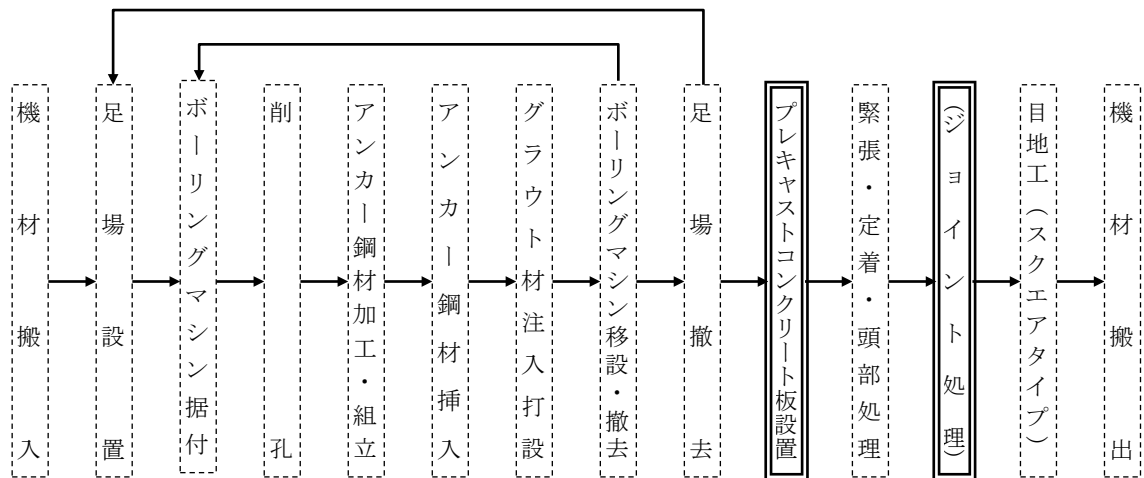 機材搬入
足場設置
ボーリングマシン据付
削孔
アンカー鋼材加工・組立
アンカー鋼材挿入
グラウト材注入打設
ボーリングマシン移設・撤去
足場撤去
プレキャストコンクリート板設置
緊張・定着・頭部処理
(ジョイント処理)
目地工(スクエアタイプ)
機材搬出